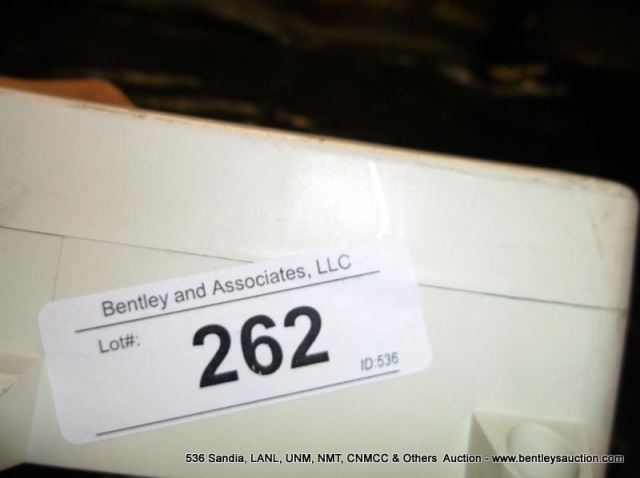 Bentley and Associates, LLC
Lot#:
262
ID:536
536 Sandia, LANL, UNM, NMT, CNMCC & Others Auction - www.bentleysauction.com